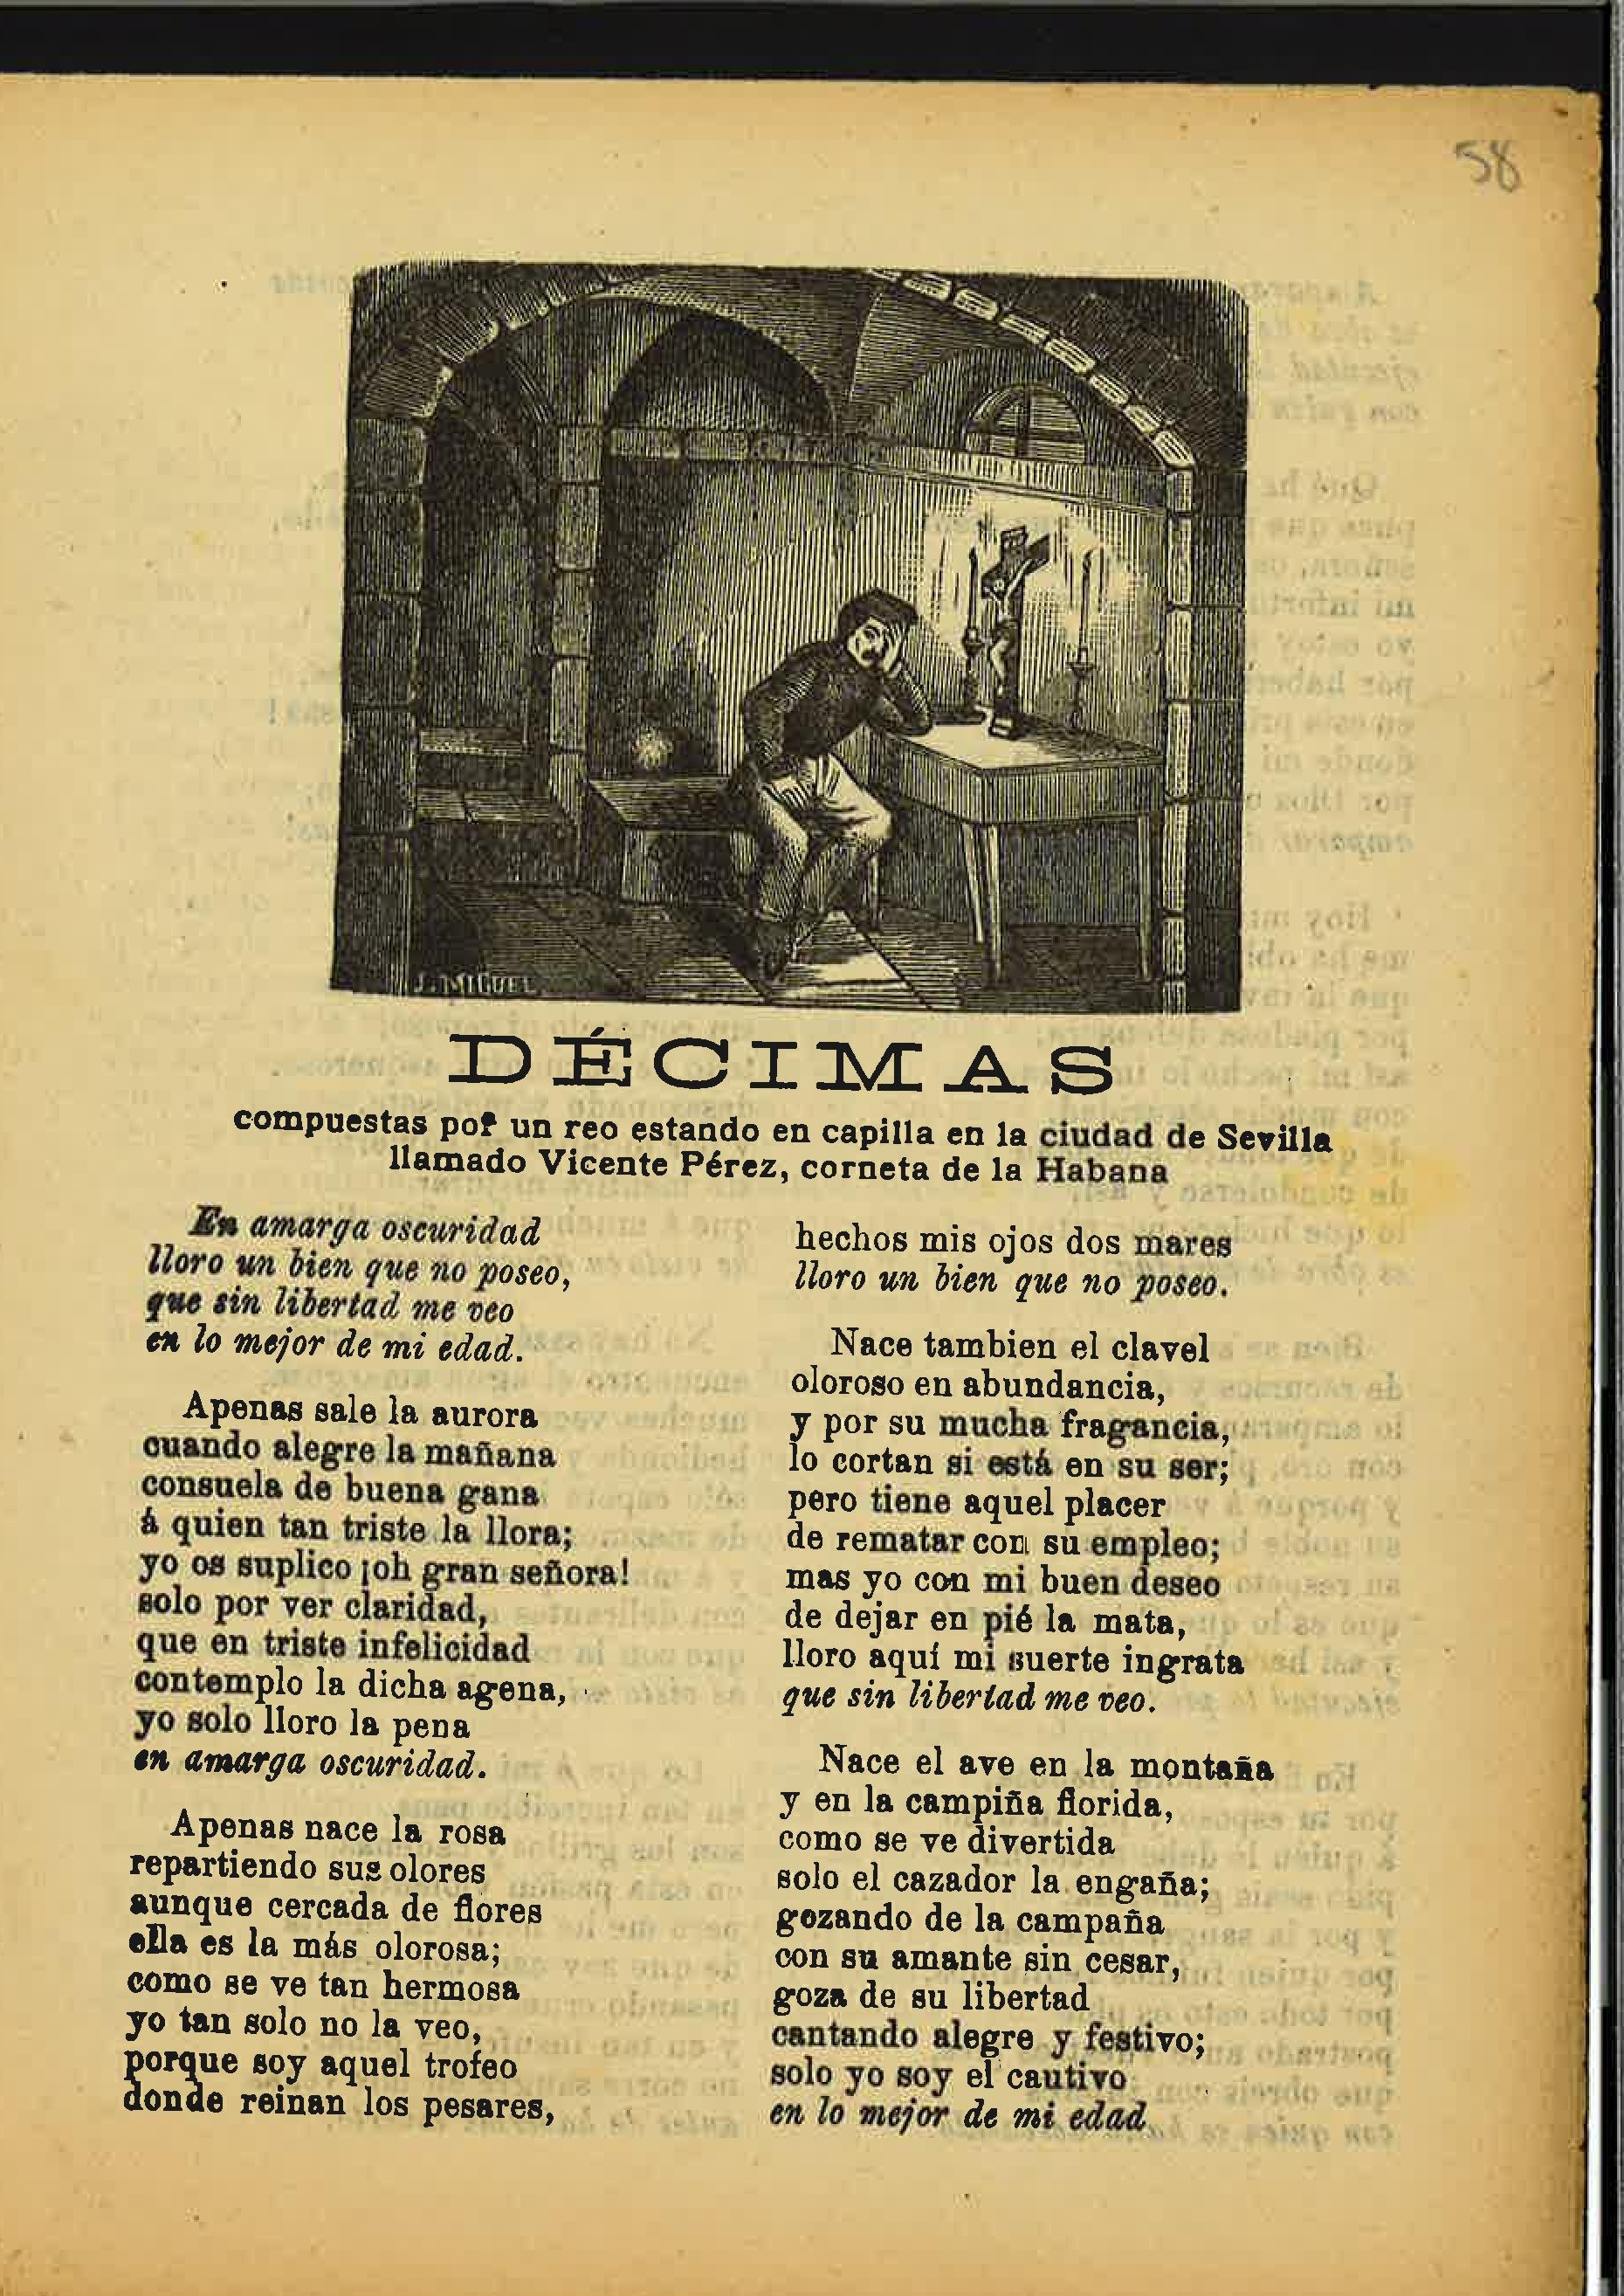 58
J. MIGUEL
DÉCIMAS
compuestas por un reo estando en capilla en la ciudad de Sevilla
llamado Vicente Pérez, corneta de la Habana
En amarga oscuridad
lloro un bien que no poseo,
que sin libertad me veo
en lo mejor de mi edad.
Apenas sale la aurora
cuando alegre la mañana
consuela de buena gana
á quien tan triste la llora;
yo os suplico ¡oh gran señora!
solo por ver claridad,
que en triste infelicidad
contemplo la dicha agena,
yo solo lloro la pena
en amarga oscuridad.
Apenas nace la rosa
repartiendo sus olores
aunque cercada de flores
ella es la más olorosa;
como se ve tan hermosa
yo tan solo no la veo,
porque soy aquel trofeo
donde reinan los pesares,
hechos mis ojos dos mares
lloro un bien que no poseo.
Nace tambien el clavel
oloroso en abundancia,
y por su mucha fragancia,
lo cortan si está en su ser;
pero tiene aquel placer
de rematar con su empleo;
mas yo con mi buen deseo
de dejar en pié la mata,
lloro aquí mi suerte ingrata
que sin libertad me veo.
Nace el ave en la montaña
y en la campiña florida,
como se ve divertida
solo el cazador la engaña;
gozando de la campaña
con su amante sin cesar,
goza de su libertad
cantando alegre y festivo;
solo yo soy el cautivo
en lo mejor de mi edad